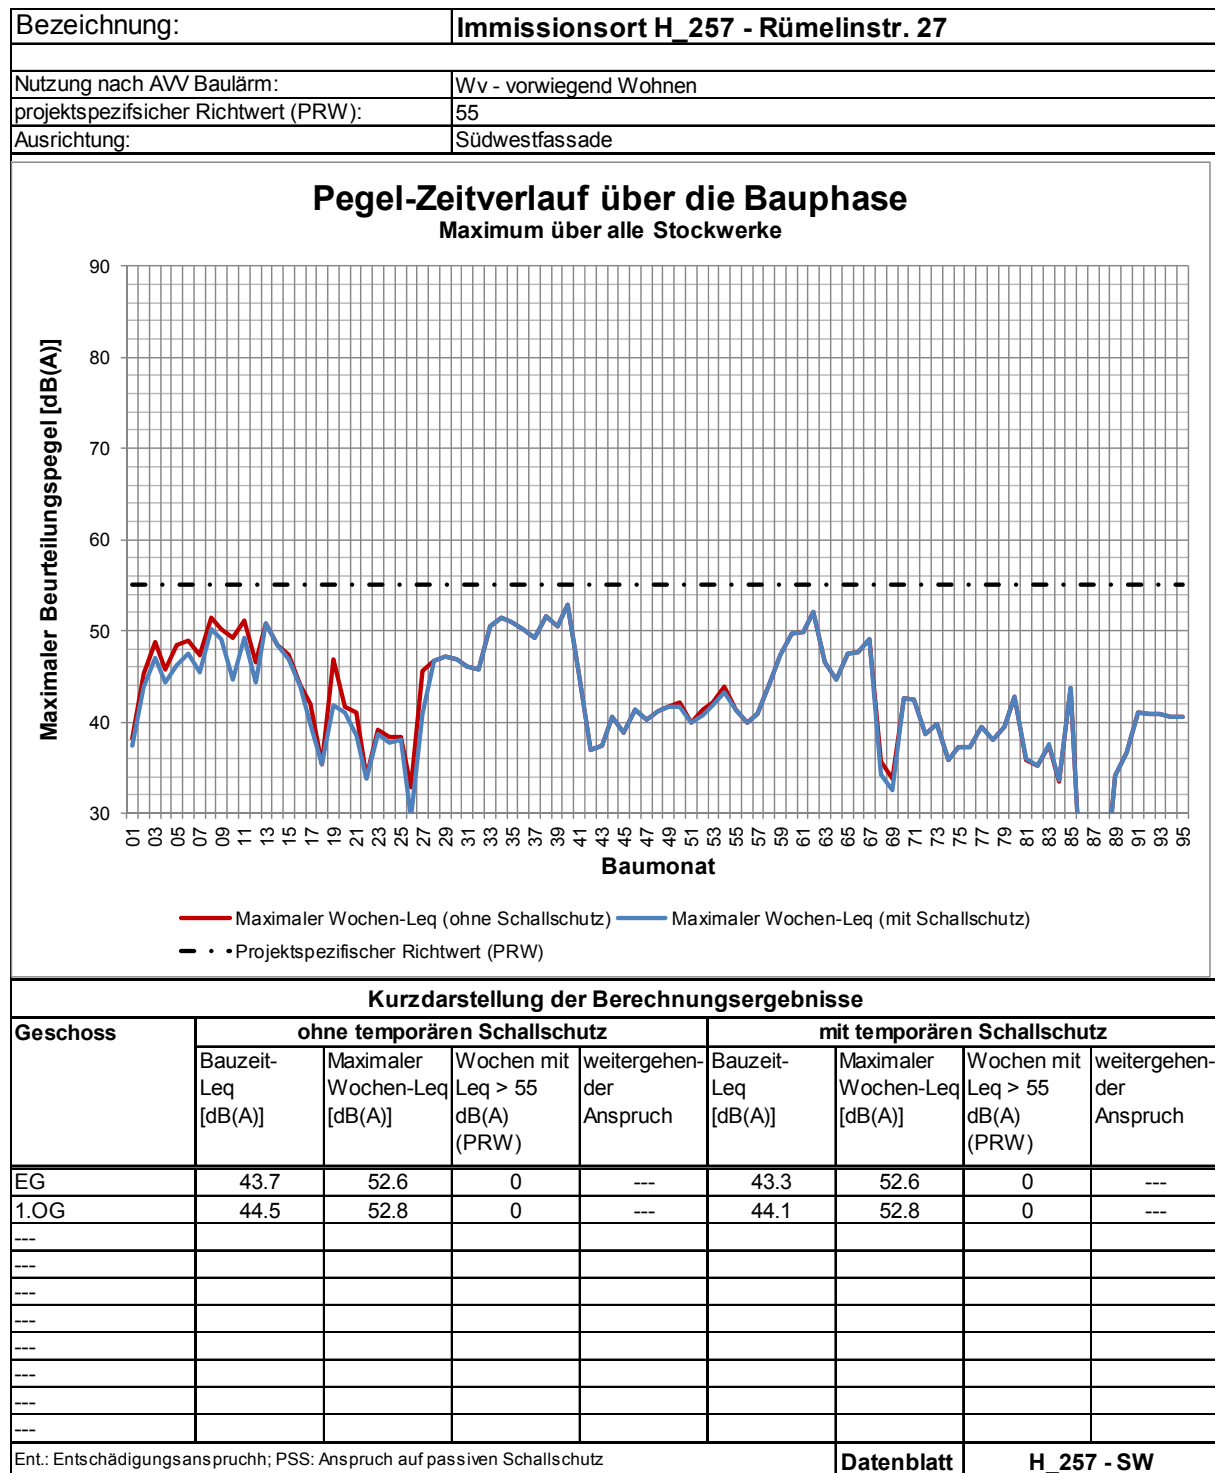 Bezeichnung: Immissionsort H_257 - Rümelinstr. 27
Nutzung nach AVV Baulärm: Wv - vorwiegend Wohnen
projektspezifsicher Richtwert (PRW): 55
Ausrichtung: Südwestfassade
Pegel-Zeitverlauf über die Bauphase
Maximum über alle Stockwerke
Maximaler Beurteilungspegel [dB(A)]
90
80
70
60
50
40
30
01 03 05 07 09 11 13 15 17 19 21 23 25 27 29 31 33 35 37 39 41 43 45 47 49 51 53 55 57 59 61 63 65 67 69 71 73 75 77 79 81 83 85 87 89 91 93 95
Baumonat
Maximaler Wochen-Leq (ohne Schallschutz) Maximaler Wochen-Leq (mit Schallschutz)
Projektspezifischer Richtwert (PRW)
Kurzdarstellung der Berechnungsergebnisse
Geschoss ohne temporären Schallschutz mit temporären Schallschutz
Bauzeit- Maximaler Wochen mit weitergehen- Bauzeit- Maximaler Wochen mit weitergehen-
Leq Wochen-Leq Leq > 55 der Leq Wochen-Leq Leq > 55 der
[dB(A)] [dB(A)] dB(A) Anspruch [dB(A)] [dB(A)] dB(A) Anspruch
(PRW) (PRW)
EG 43.7 52.6 0 --- 43.3 52.6 0 ---
1.OG 44.5 52.8 0 --- 44.1 52.8 0 ---
---
---
---
---
---
---
---
---
Ent.: Entschädigungsanspruchh; PSS: Anspruch auf passiven Schallschutz Datenblatt H_257 - SW